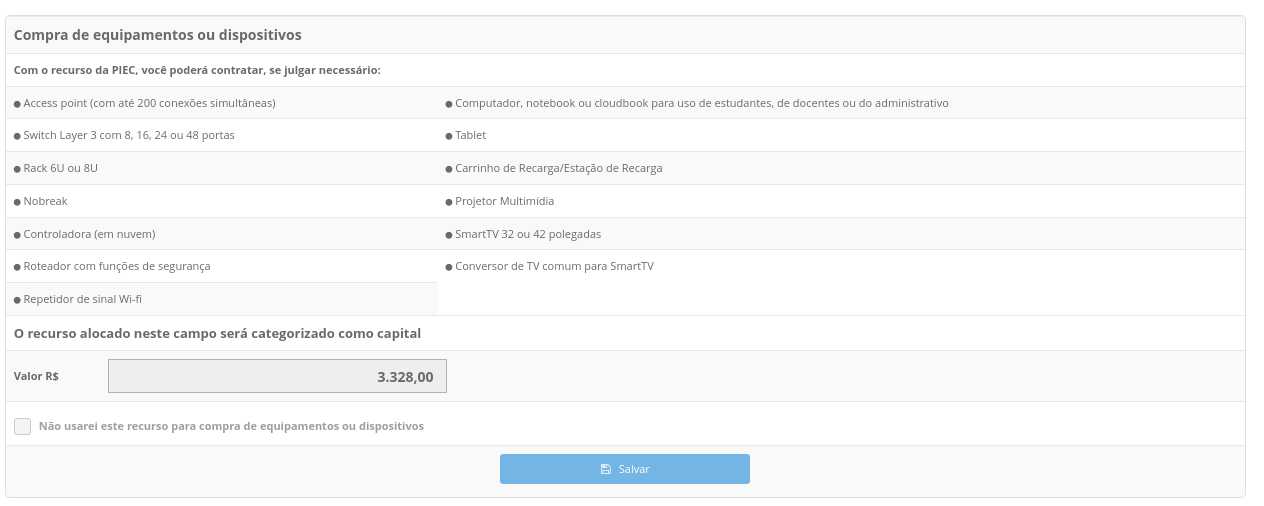 Compra de equipamentos ou dispositivos
Com o recurso da PIEC, você poderá contratar, se julgar necessário:
● Access point (com até 200 conexões simultâneas)
● Computador, notebook ou cloudbook para uso de estudantes, de docentes ou do administrativo
● Switch Layer 3 com 8, 16, 24 ou 48 portas
● Tablet
● Rack 6U ou 8U
● Carrinho de Recarga/Estação de Recarga
● Nobreak
● Projetor Multimídia
● Controladora (em nuvem)
● SmartTV 32 ou 42 polegadas
● Roteador com funções de segurança
● Conversor de TV comum para SmartTV
● Repetidor de sinal Wi-fi
O recurso alocado neste campo será categorizado como capital
Valor R$ 3.328,00
Não usarei este recurso para compra de equipamentos ou dispositivos
Salvar